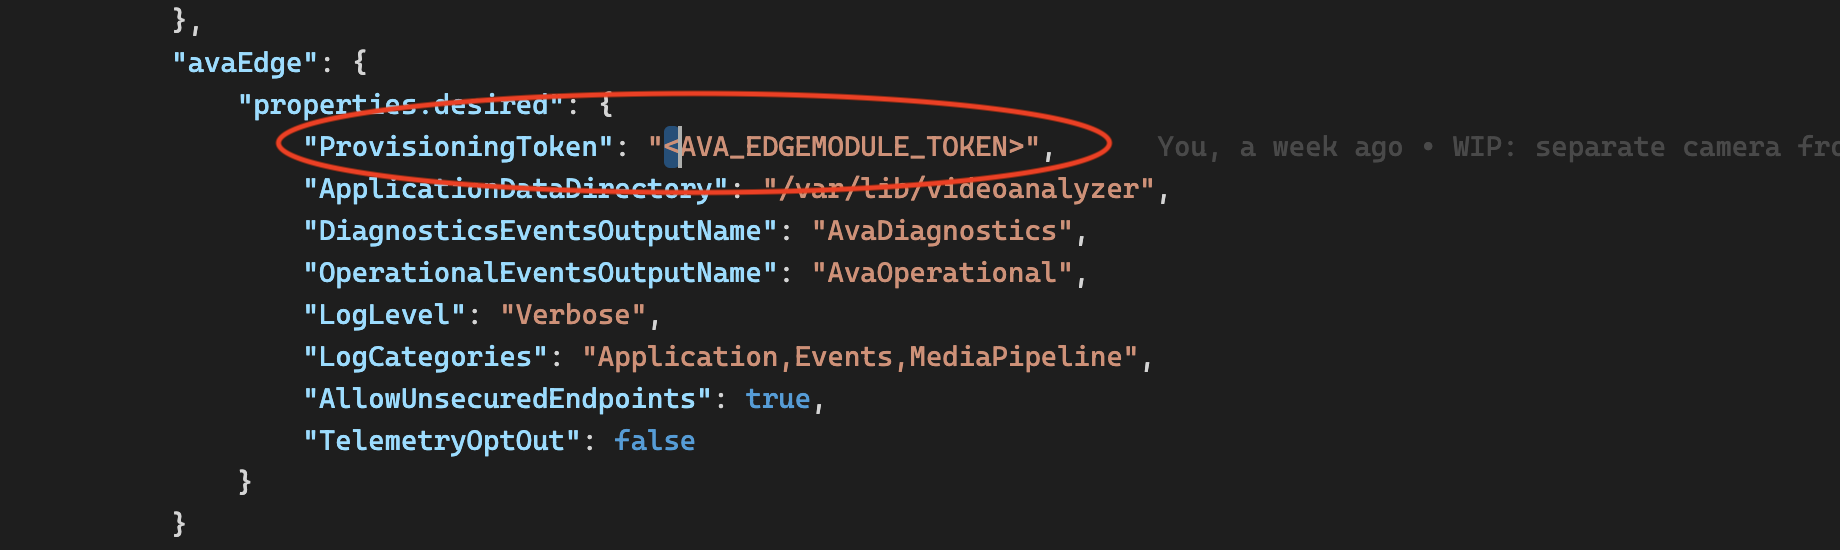 },
"avaEdge": {
"properties.desired": {
"ProvisioningToken": "<AVA_EDGEMODULE_TOKEN>", You, a week ago • WIP: separate camera
"ApplicationDataDirectory": "/var/lib/videoanalyzer",
"DiagnosticsEventsOutputName": "AvaDiagnostics",
"OperationalEventsOutputName": "AvaOperational",
"LogLevel": "Verbose",
"LogCategories": "Application,Events,MediaPipeline",
"AllowUnsecuredEndpoints": true,
"TelemetryOptOut": false
}
}